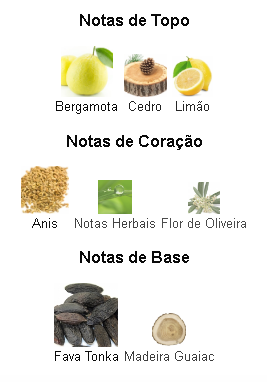 Notas de Topo
Bergamota Cedro Limão
Notas de Coração
Anis Notas Herbais Flor de Oliveira
Notas de Base
Fava Tonka Madeira Guaiac